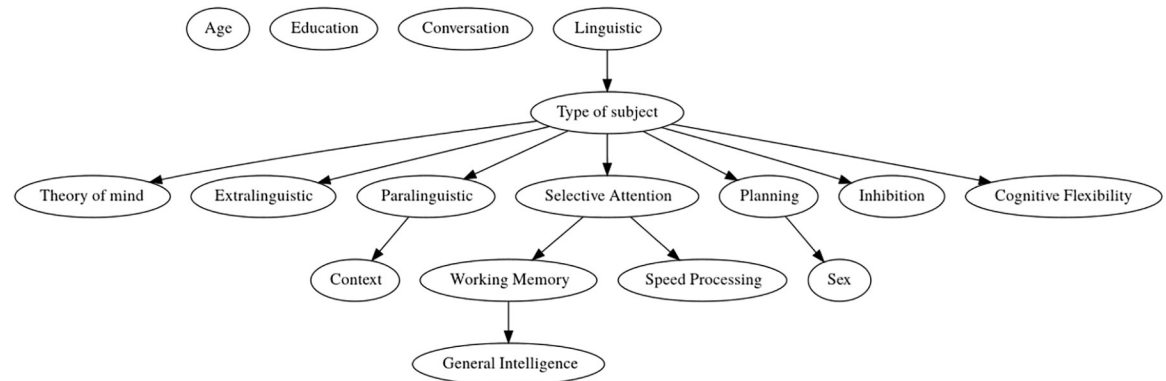 Age
Education
Conversation
Linguistic
Type of subject
Theory of mind
Extralinguistic
Paralinguistic
Selective Attention
Planning
Inhibition
Cognitive Flexibility
Context
Working Memory
Speed Processing
Sex
General Intelligence